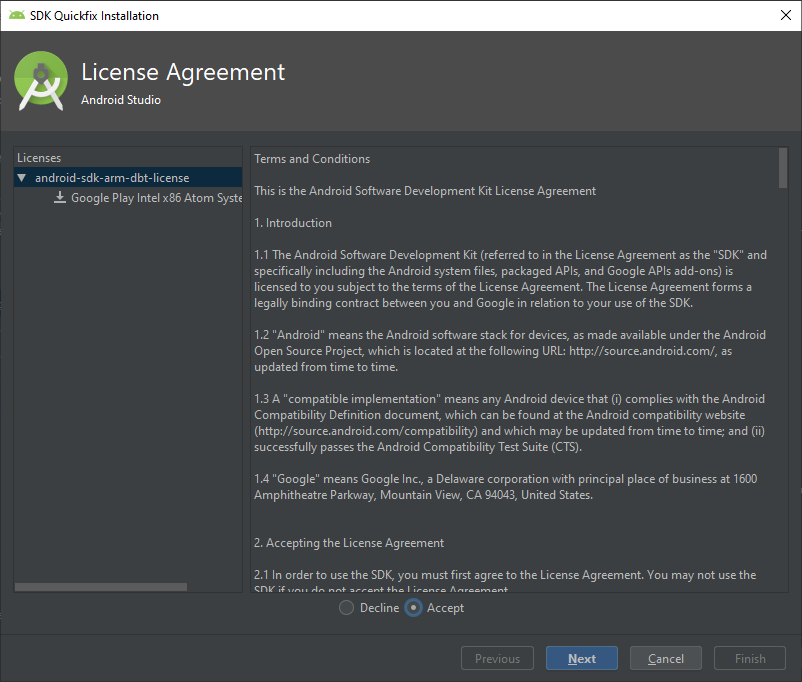 SDK Quickfix Installation
License Agreement
Android Studio
Licenses
android-sdk-arm-dbt-license
Google Play Intel x86 Atom Syste
Terms and Conditions
This is the Android Software Development Kit License Agreement
1. Introduction
1.1 The Android Software Development Kit (referred to in the License Agreement as the "SDK" and
specifically including the Android system files, packaged APIs, and Google APIs add-ons) is
licensed to you subject to the terms of the License Agreement. The License Agreement forms a
legally binding contract between you and Google in relation to your use of the SDK.
1.2 "Android" means the Android software stack for devices, as made available under the Android
Open Source Project, which is located at the following URL: http://source.android.com/, as
updated from time to time.
1.3 A "compatible implementation" means any Android device that (i) complies with the Android
Compatibility Definition document, which can be found at the Android compatibility website
(http://source.android.com/compatibility) and which may be updated from time to time; and (ii)
successfully passes the Android Compatibility Test Suite (CTS).
1.4 "Google" means Google Inc., a Delaware corporation with principal place of business at 1600
Amphitheatre Parkway, Mountain View, CA 94043, United States.
2. Accepting the License Agreement
2.1 In order to use the SDK, you must first agree to the License Agreement. You may not use the
SDK if you do not accept the License Agreement.
Decline
Accept
Previous
Next
Cancel
Finish